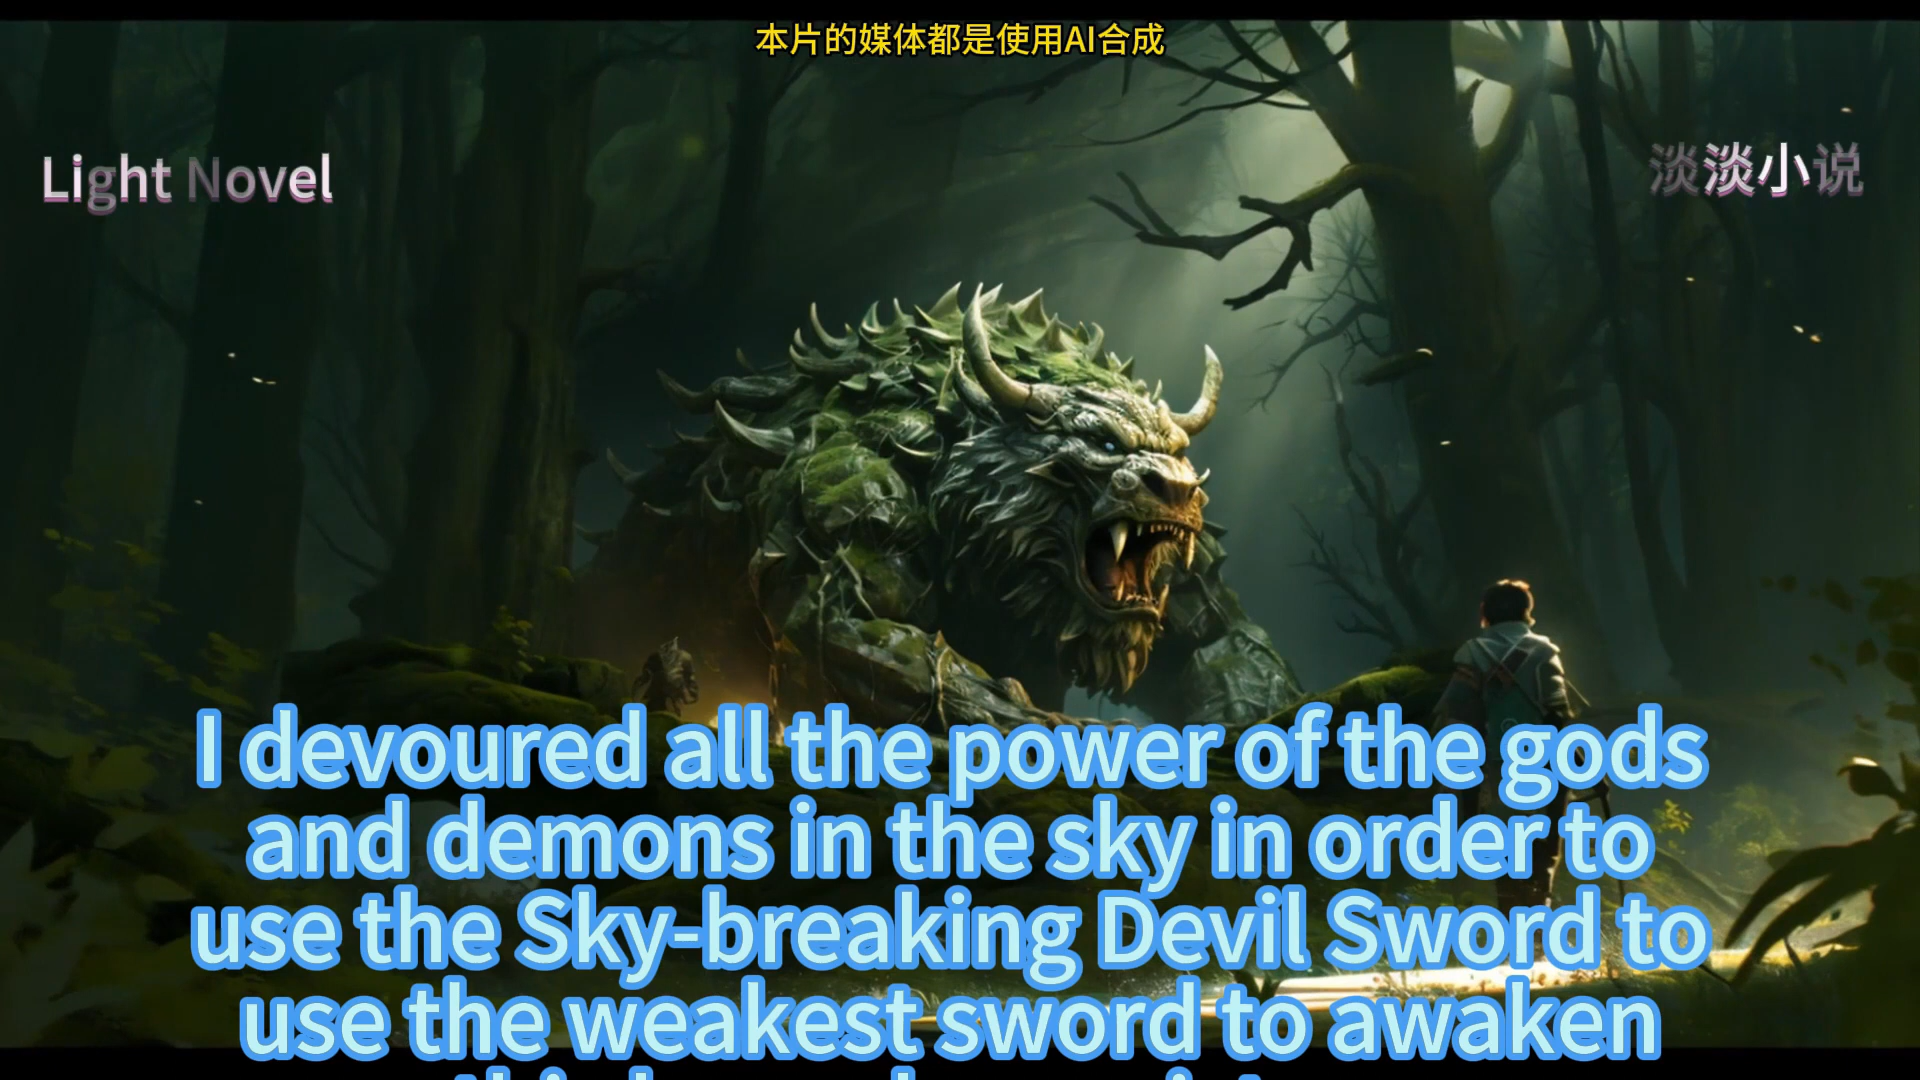 本片的媒体都是使用AI合成
Light Novel
淡淡小说
I devoured all the power of the gods
and demons in the sky in order to
use the Sky-breaking Devil Sword to
use the weakest sword to awaken